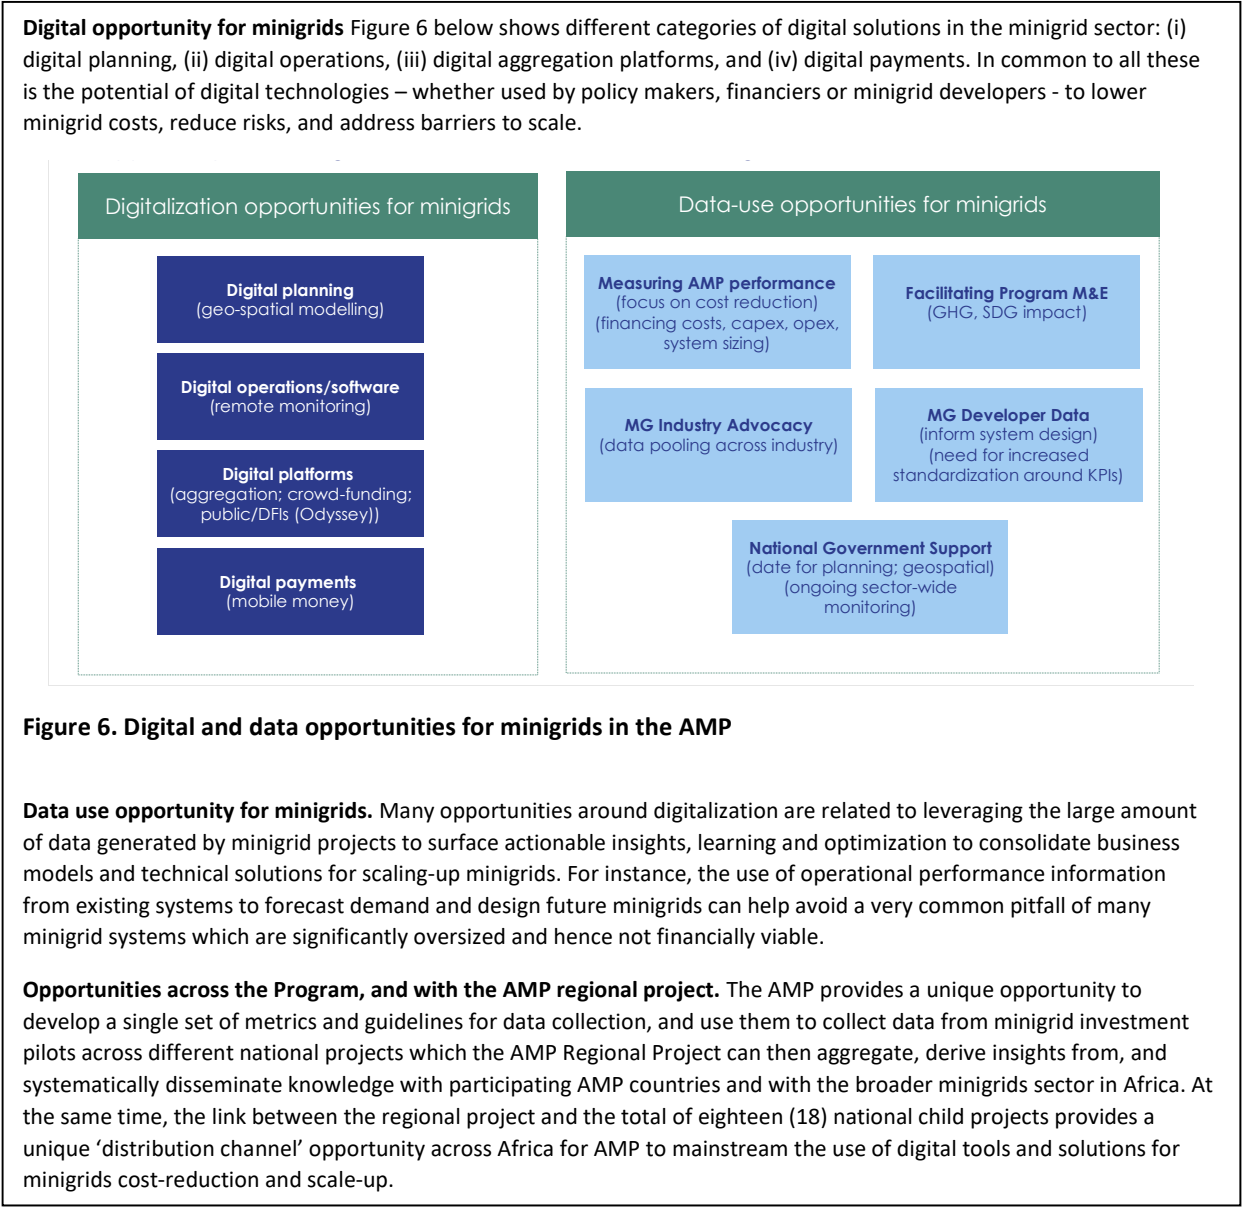 Digital opportunity for minigrids Figure 6 below shows different categories of digital solutions in the minigrid sector: (i)
digital planning, (ii) digital operations, (iii) digital aggregation platforms, and (iv) digital payments. In common to all these
is the potential of digital technologies – whether used by policy makers, financiers or minigrid developers - to lower
minigrid costs, reduce risks, and address barriers to scale.
Digitalization opportunities for minigrids
Digital planning
(geo-spatial modelling)
Digital operations/software
(remote monitoring)
Digital platforms
(aggregation; crowd-funding;
public/DFIs (Odyssey))
Digital payments
(mobile money)
Data-use opportunities for minigrids
Measuring AMP performance
(focus on cost reduction)
(financing costs, capex, opex,
system sizing)
Facilitating Program M&E
(GHG, SDG impact)
MG Industry Advocacy
(data pooling across industry)
MG Developer Data
(inform system design)
(need for increased
standardization around KPIs)
National Government Support
(date for planning; geospatial)
(ongoing sector-wide
monitoring)
Figure 6. Digital and data opportunities for minigrids in the AMP
Data use opportunity for minigrids. Many opportunities around digitalization are related to leveraging the large amount
of data generated by minigrid projects to surface actionable insights, learning and optimization to consolidate business
models and technical solutions for scaling-up minigrids. For instance, the use of operational performance information
from existing systems to forecast demand and design future minigrids can help avoid a very common pitfall of many
minigrid systems which are significantly oversized and hence not financially viable.
Opportunities across the Program, and with the AMP regional project. The AMP provides a unique opportunity to
develop a single set of metrics and guidelines for data collection, and use them to collect data from minigrid investment
pilots across different national projects which the AMP Regional Project can then aggregate, derive insights from, and
systematically disseminate knowledge with participating AMP countries and with the broader minigrids sector in Africa. At
the same time, the link between the regional project and the total of eighteen (18) national child projects provides a
unique ‘distribution channel’ opportunity across Africa for AMP to mainstream the use of digital tools and solutions for
minigrids cost-reduction and scale-up.